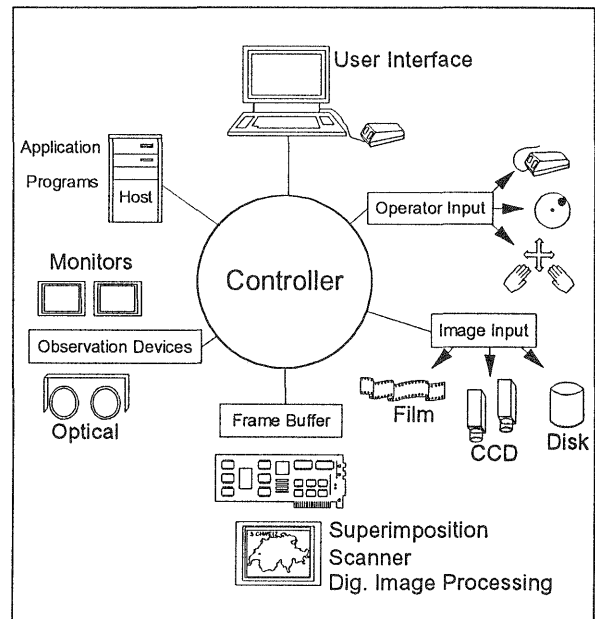 User Interface
Application
Programs
Host
Operator Input
Controller
Monitors
Observation Devices
Optical
Image Input
Film
CCD
Disk
Frame Buffer
Superimposition
Scanner
Dig. Image Processing